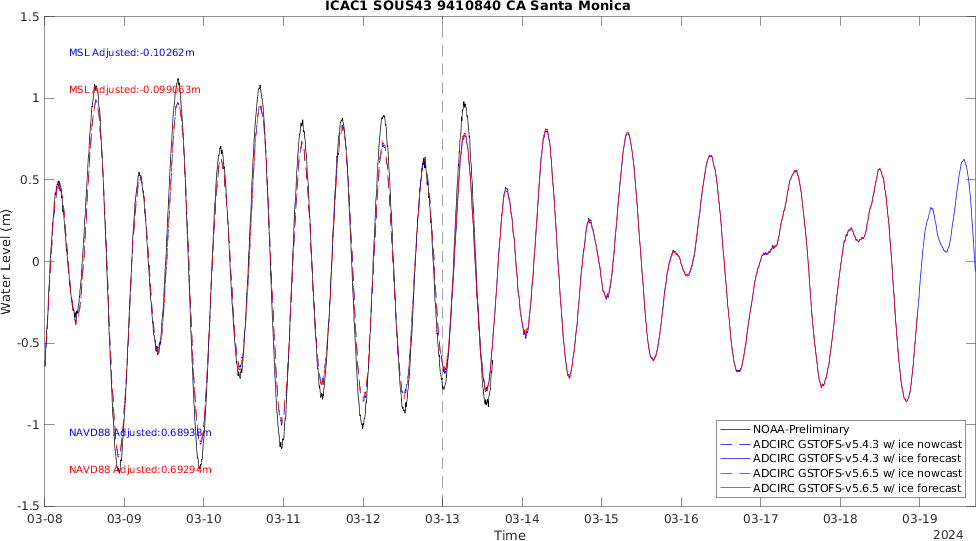 ICAC1 SOUS43 9410840 CA Santa Monica
1.5
1
0.5
0
-0.5
-1
-1.5
Water Level (m)
MSL Adjusted:-0.10262m
MSL Adjusted:-0.099063m
NAVD88 Adjusted:0.68938m
NAVD88 Adjusted:0.69294m
NOAA-Preliminary
ADCIRC GSTOFS-v5.4.3 w/ ice nowcast
ADCIRC GSTOFS-v5.4.3 w/ ice forecast
ADCIRC GSTOFS-v5.6.5 w/ ice nowcast
ADCIRC GSTOFS-v5.6.5 w/ ice forecast
03-08 03-09 03-10 03-11 03-12 03-13 03-14 03-15 03-16 03-17 03-18 03-19
Time
2024